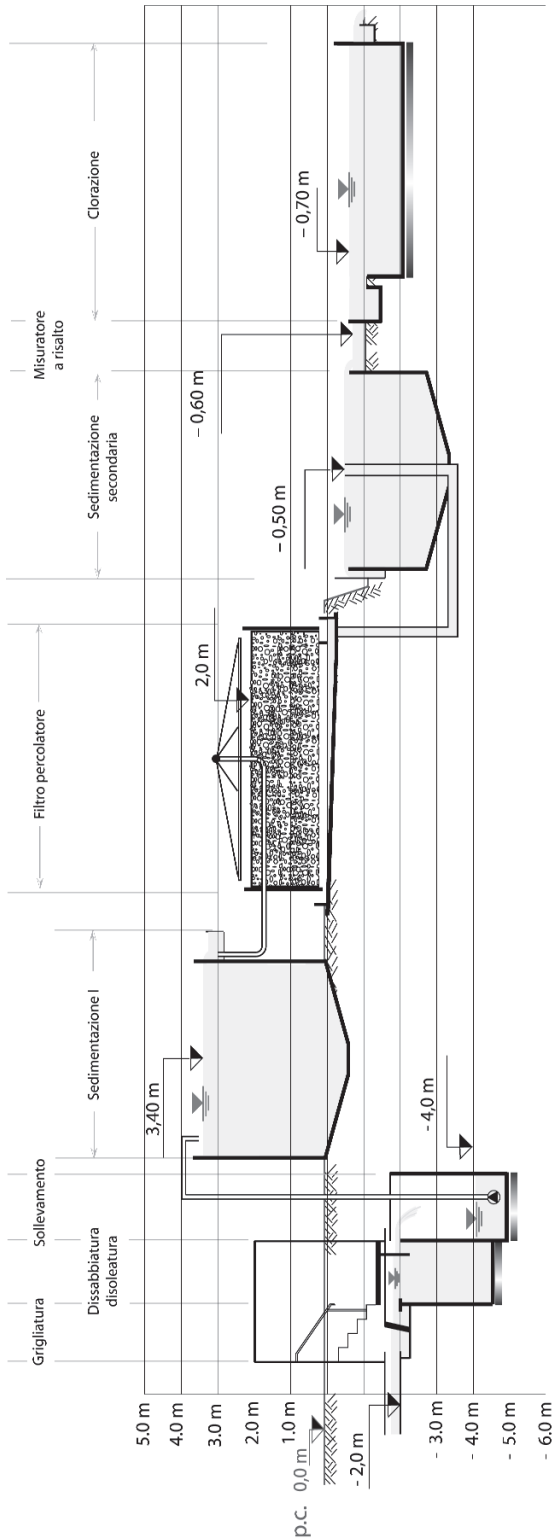 Grigliatura
Dissabbiatura
disoleatura
Sollevamento
Sedimentazione I
Filtro percolatore
Sedimentazione
secondaria
Misuratore
a risalto
Clorazione
5.0 m
4.0 m
3.0 m
2.0 m
1.0 m
p.c. 0,0 m
- 2,0 m
- 3.0 m
- 4.0 m
- 5.0 m
- 6.0 m
3,40 m
- 4,0 m
2,0 m
– 0,50 m
– 0,60 m
– 0,70 m